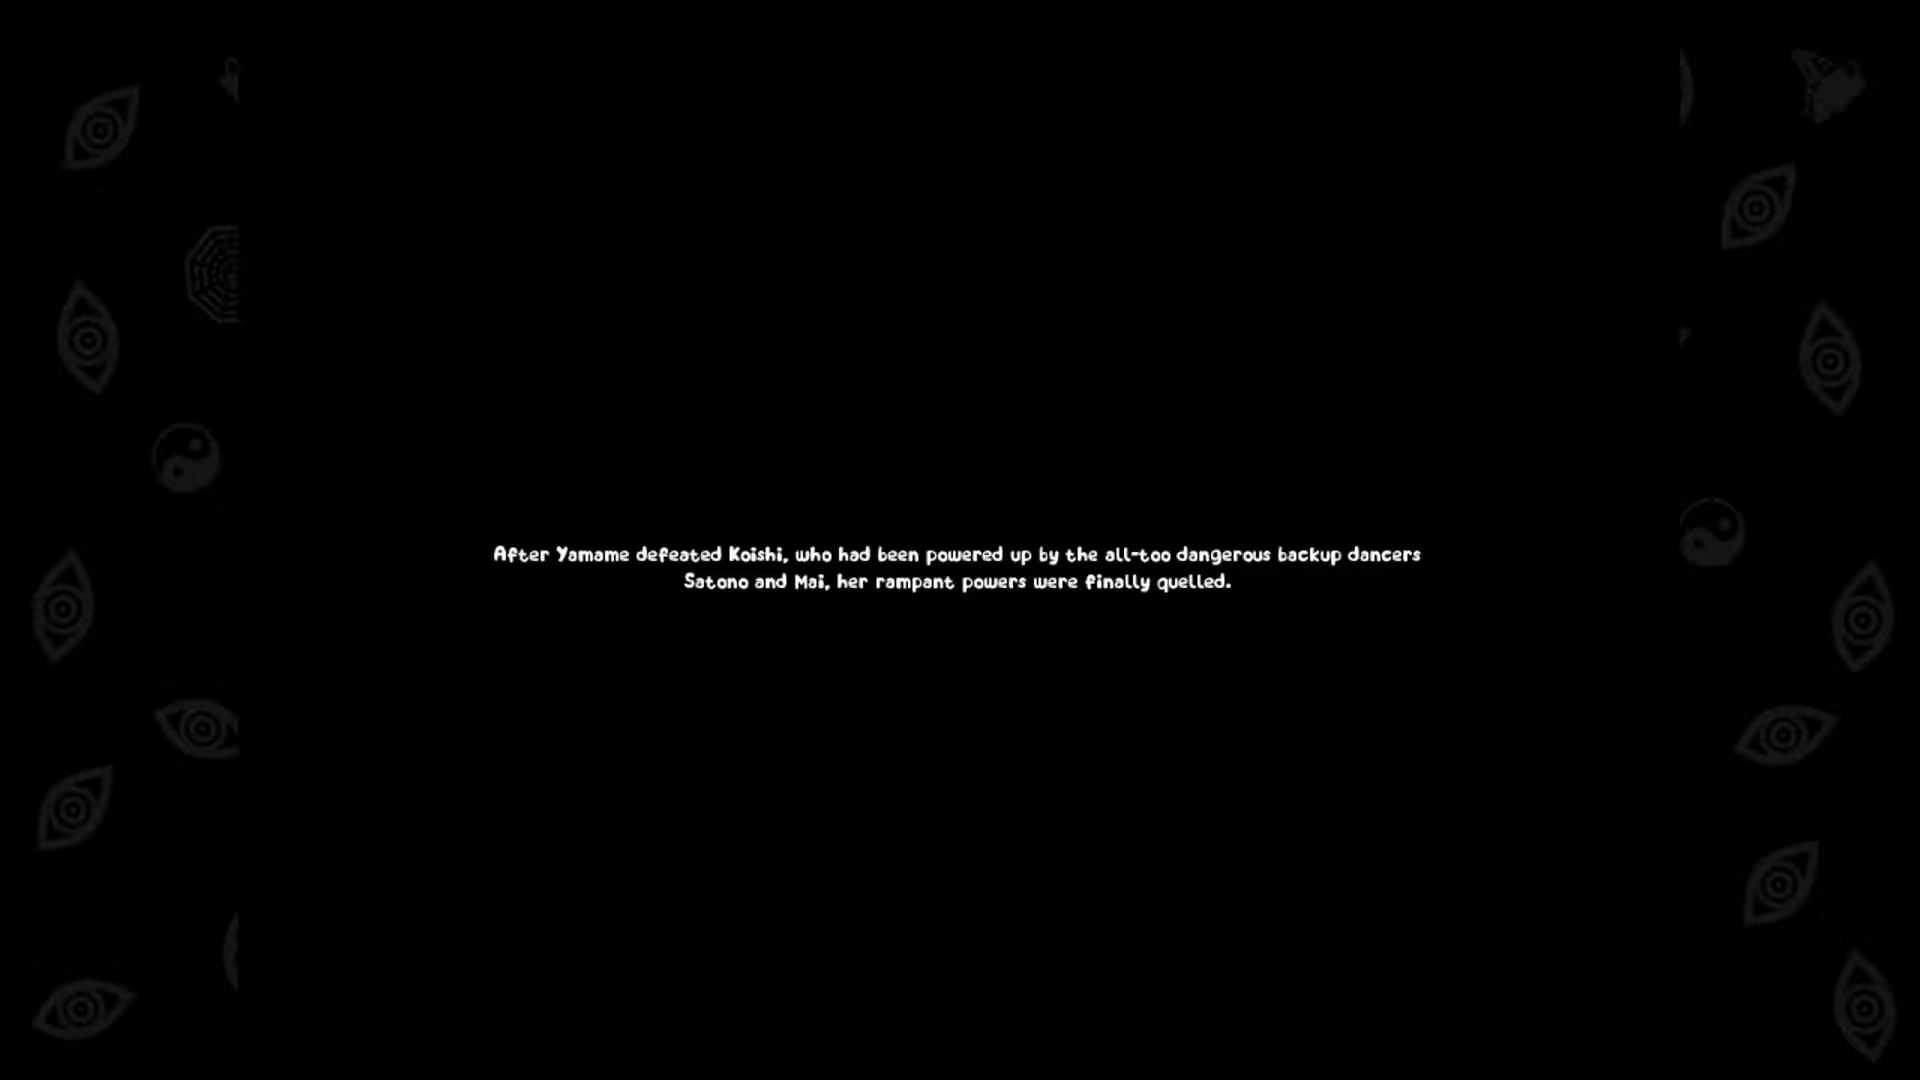 After Yamame defeated Koishi, who had been powered up by the all-too dangerous backup dancers
Satono and Mai, her rampant powers were finally quelled.